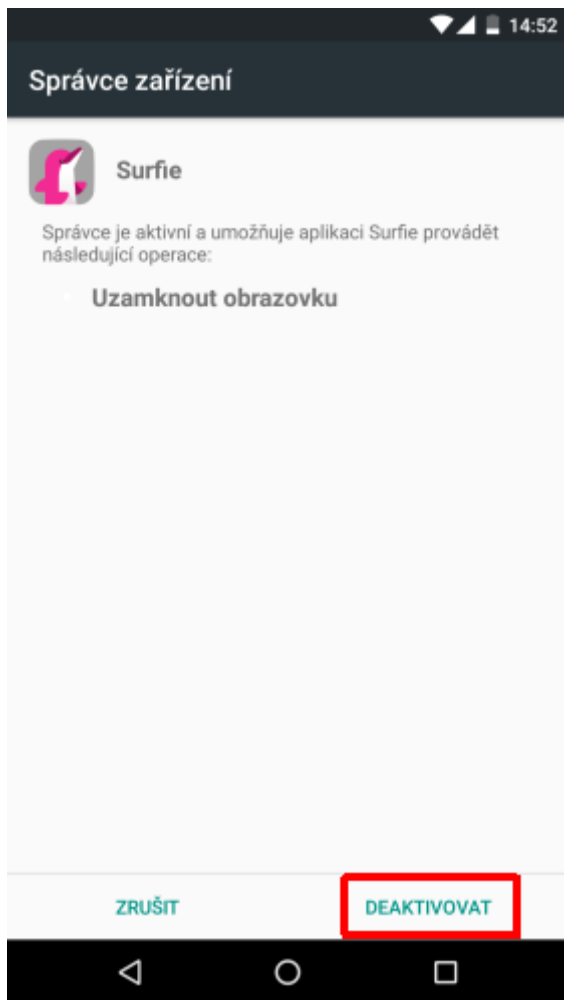 14:52
Správce zařízení
Surfie
Správce je aktivní a umožňuje aplikaci Surfie provádět
následující operace:
Uzamknout obrazovku
ZRUŠIT
DEAKTIVOVAT